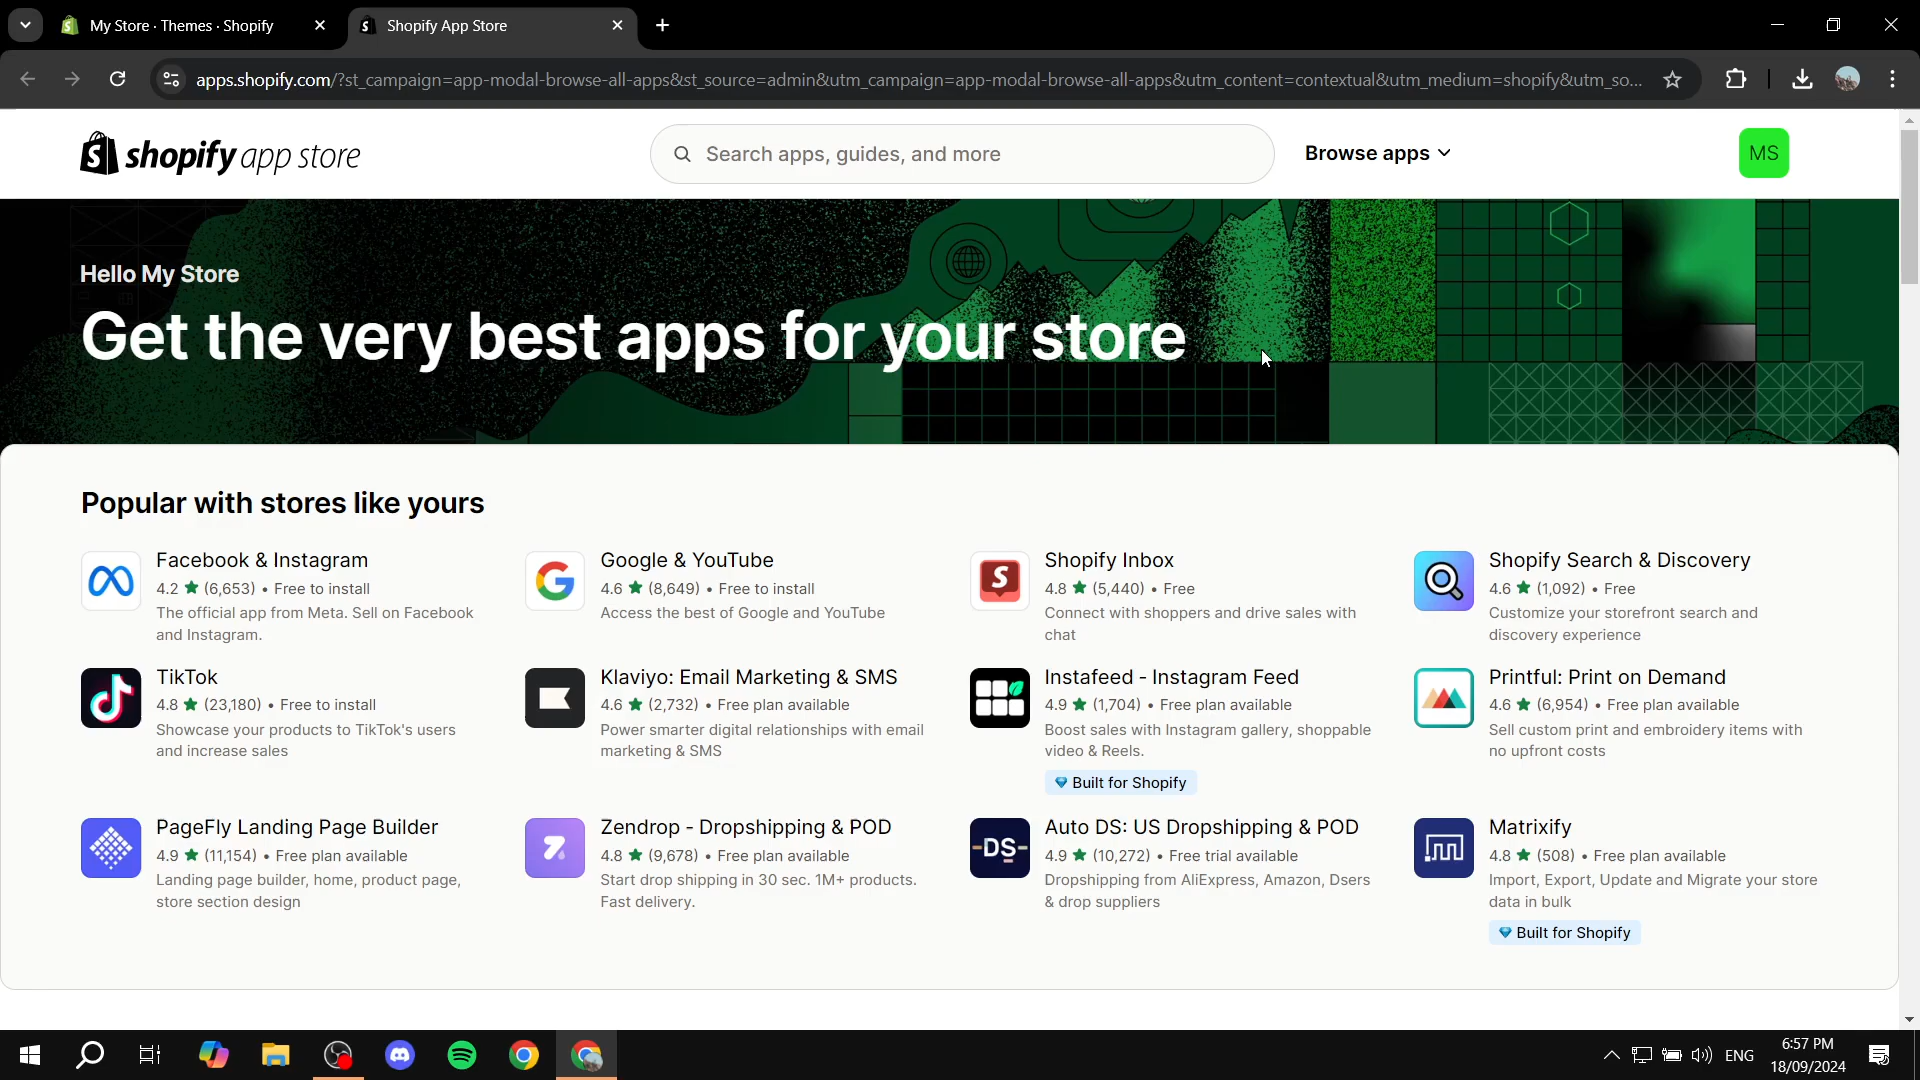 My Store · Themes · Shopify
Shopify App Store
apps.shopify.com/?st_campaign=app-modal-browse-all-apps&st_source=admin&utm_campaign=app-modal-browse-all-apps&utm_content=contextual&utm_medium=shopify&utm_so...
shopify app store
Search apps, guides, and more
Browse apps
MS
Hello My Store
Get the very best apps for your store
Popular with stores like yours
Facebook & Instagram
4.2 ★ (6,653) • Free to install
The official app from Meta. Sell on Facebook
and Instagram.
Google & YouTube
4.6 ★ (8,649) • Free to install
Access the best of Google and YouTube
Shopify Inbox
4.8 ★ (5,440) • Free
Connect with shoppers and drive sales with
chat
Shopify Search & Discovery
4.6 ★ (1,092) • Free
Customize your storefront search and
discovery experience
TikTok
4.8 ★ (23,180) • Free to install
Showcase your products to TikTok's users
and increase sales
Klaviyo: Email Marketing & SMS
4.6 ★ (2,732) • Free plan available
Power smarter digital relationships with email
marketing & SMS
Instafeed - Instagram Feed
4.9 ★ (1,704) • Free plan available
Boost sales with Instagram gallery, shoppable
video & Reels.
Built for Shopify
Printful: Print on Demand
4.6 ★ (6,954) • Free plan available
Sell custom print and embroidery items with
no upfront costs
PageFly Landing Page Builder
4.9 ★ (11,154) • Free plan available
Landing page builder, home, product page,
store section design
Zendrop - Dropshipping & POD
4.8 ★ (9,678) • Free plan available
Start drop shipping in 30 sec. 1M+ products.
Fast delivery.
-DS-
Auto DS: US Dropshipping & POD
4.9 ★ (10,272) • Free trial available
Dropshipping from AliExpress, Amazon, Dsers
& drop suppliers
Matrixify
4.8 ★ (508) • Free plan available
Import, Export, Update and Migrate your store
data in bulk
Built for Shopify
ENG
6:57 PM
18/09/2024